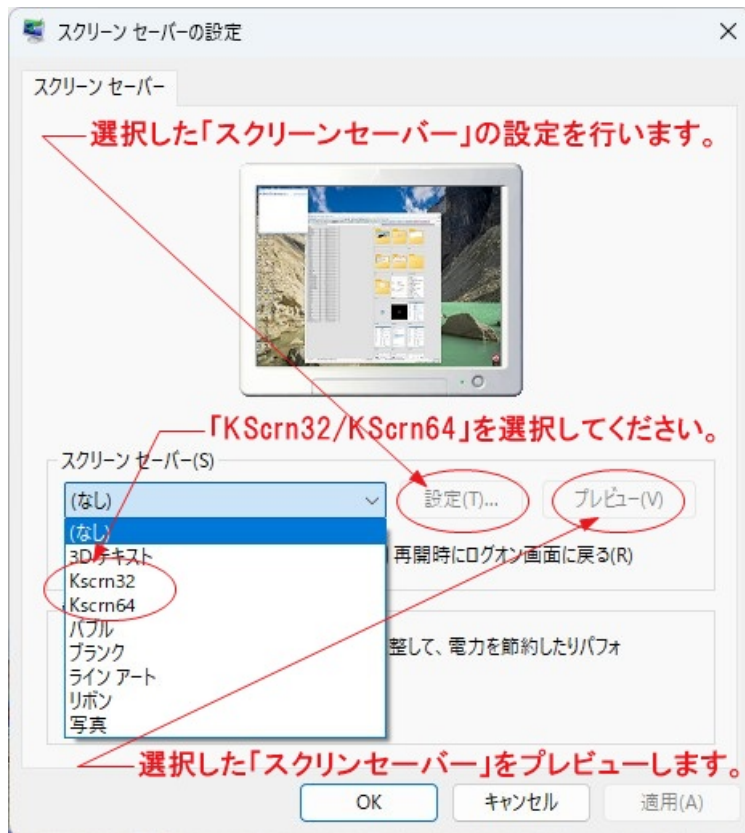 スクリーン セーバーの設定
スクリーン セーバー
選択した「スクリーンセーバー」の設定を行います。
「KScrn32/KScrn64」を選択してください。
スクリーン セーバー(S)
(なし)
設定(T)...
プレビュー(V)
(なし)
3D テキスト
再開時にログオン画面に戻る(R)
Kscrn32
Kscrn64
バブル
ブランク
整して、電力を節約したりパフォ
ライン アート
リボン
写真
選択した「スクリンセーバー」をプレビューします。
OK
キャンセル
適用(A)